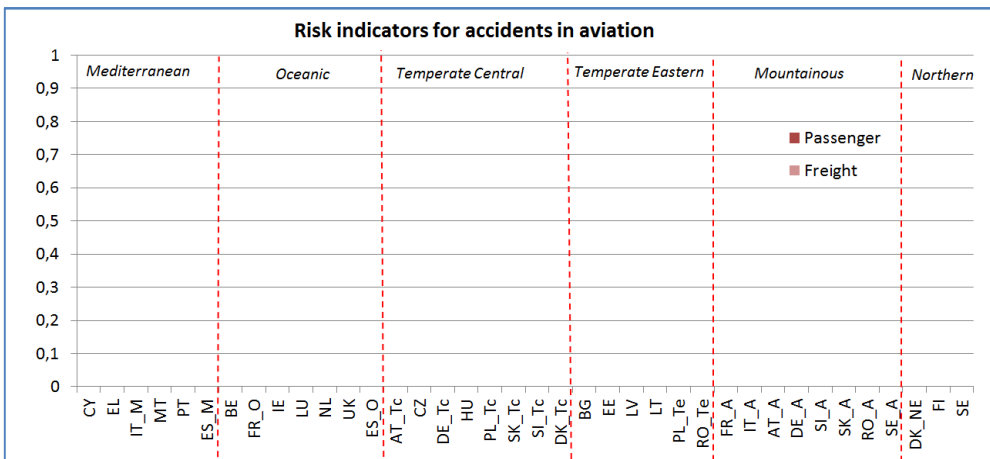 Risk indicators for accidents in aviation
1
Mediterranean Oceanic Temperate Central Temperate Eastern Mountainous Northern
0,9
0,8
Passenger
0,7
Freight
0,6
0,5
0,4
0,3
0,2
0,1
0
CY EL IT_M MT PT ES_M BE FR_O IE LU NL UK ES_O AT_Tc CZ DE_Tc HU PL_Tc SK_Tc SI_Tc DK_Tc BG EE LV LT PL_Te RO_Te FR_A IT_A AT_A DE_A SI_A SK_A RO_A SE_A DK_NE FI SE